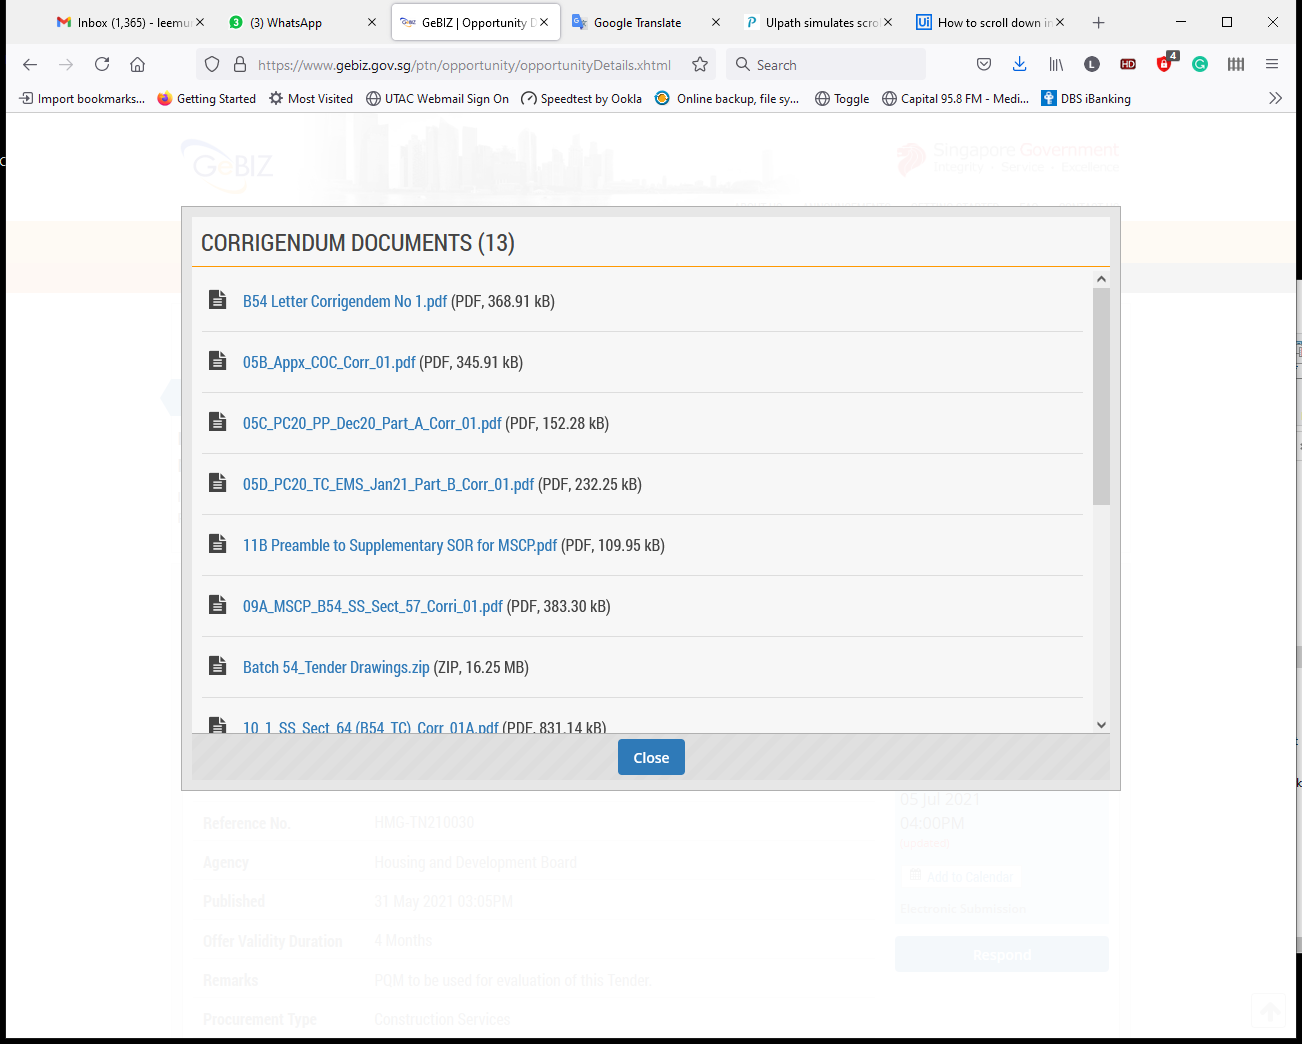 Inbox (1,365) - leemu
(3) WhatsApp
GeBIZ | Opportunity D
Google Translate
UIpath simulates scrol
How to scroll down in
https://www.gebiz.gov.sg/ptn/opportunity/opportunityDetails.xhtml
Search
L
HD
4
Import bookmarks...
Getting Started
Most Visited
UTAC Webmail Sign On
Speedtest by Ookla
Online backup, file sy...
Toggle
Capital 95.8 FM - Medi...
DBS iBanking
GeBIZ
Singapore Government
Integrity · Service · Excellence
CORRIGENDUM DOCUMENTS (13)
B54 Letter Corrigendem No 1.pdf (PDF, 368.91 kB)
05B_Appx_COC_Corr_01.pdf (PDF, 345.91 kB)
05C_PC20_PP_Dec20_Part_A_Corr_01.pdf (PDF, 152.28 kB)
05D_PC20_TC_EMS_Jan21_Part_B_Corr_01.pdf (PDF, 232.25 kB)
11B Preamble to Supplementary SOR for MSCP.pdf (PDF, 109.95 kB)
09A_MSCP_B54_SS_Sect_57_Corri_01.pdf (PDF, 383.30 kB)
Batch 54_Tender Drawings.zip (ZIP, 16.25 MB)
10_1_SS_Sect_64 (B54_TC)_Corr_01A.pdf (PDF, 831.14 kB)
Close
05 Jul 2021
04:00PM
(updated)
Add to Calendar
Electronic Submission
Respond
Reference No. HMG-TN210030
Agency Housing and Development Board
Published 31 May 2021 03:05PM
Offer Validity Duration 4 Months
Remarks PQM to be used for evaluation of this Tender.
Procurement Type Construction Services